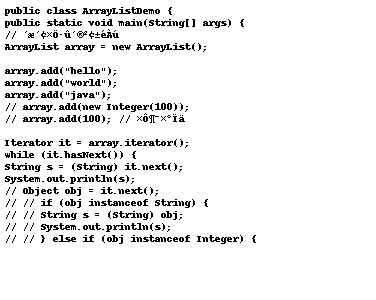 public class ArrayListDemo {
public static void main(String[] args) {
// ´æ´¢×Ö·û´®²¢±éÀú
ArrayList array = new ArrayList();

array.add("hello");
array.add("world");
array.add("java");
// array.add(new Integer(100));
// array.add(100); // ×Ô¶¯×°Ïä

Iterator it = array.iterator();
while (it.hasNext()) {
String s = (String) it.next();
System.out.println(s);
// Object obj = it.next();
// // if (obj instanceof String) {
// // String s = (String) obj;
// // System.out.println(s);
// // } else if (obj instanceof Integer) {